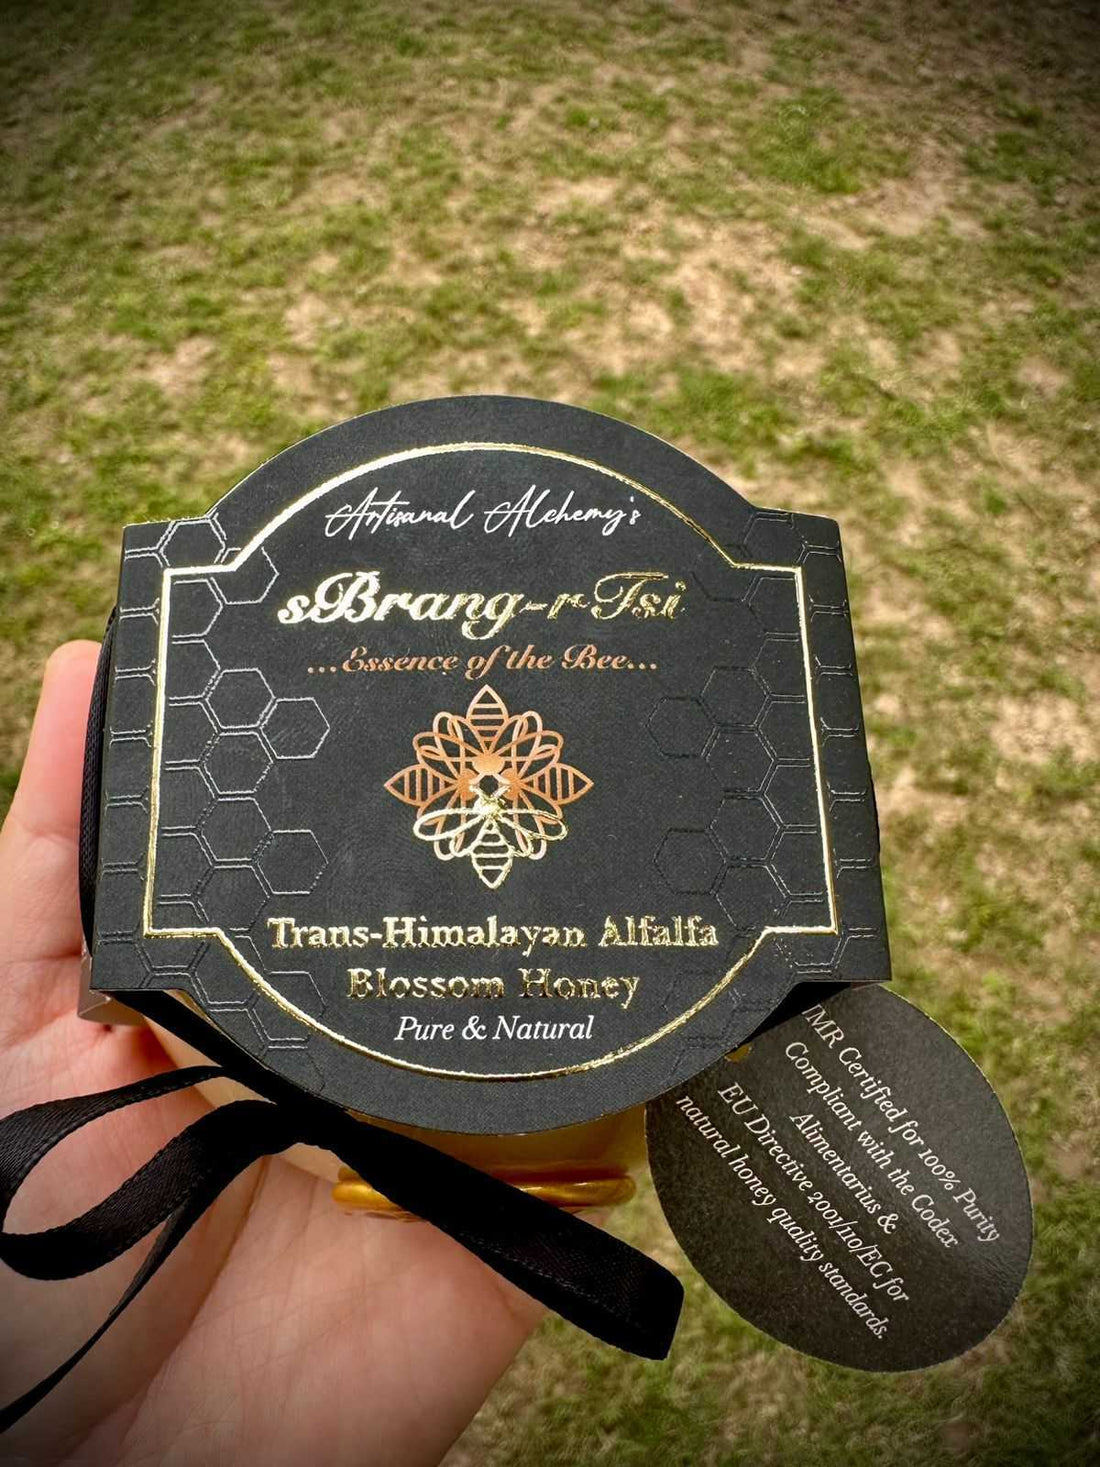 Artisanal Alchemy's
sBrang-rTsi
...Essence of the Bee...
Trans-Himalayan Alfalfa
Blossom Honey
Pure & Natural
NMR Certified for 100% Purity
Compliant with the Codex
Alimentarius &
EU Directive 2001/110/EC for
natural honey quality standards.